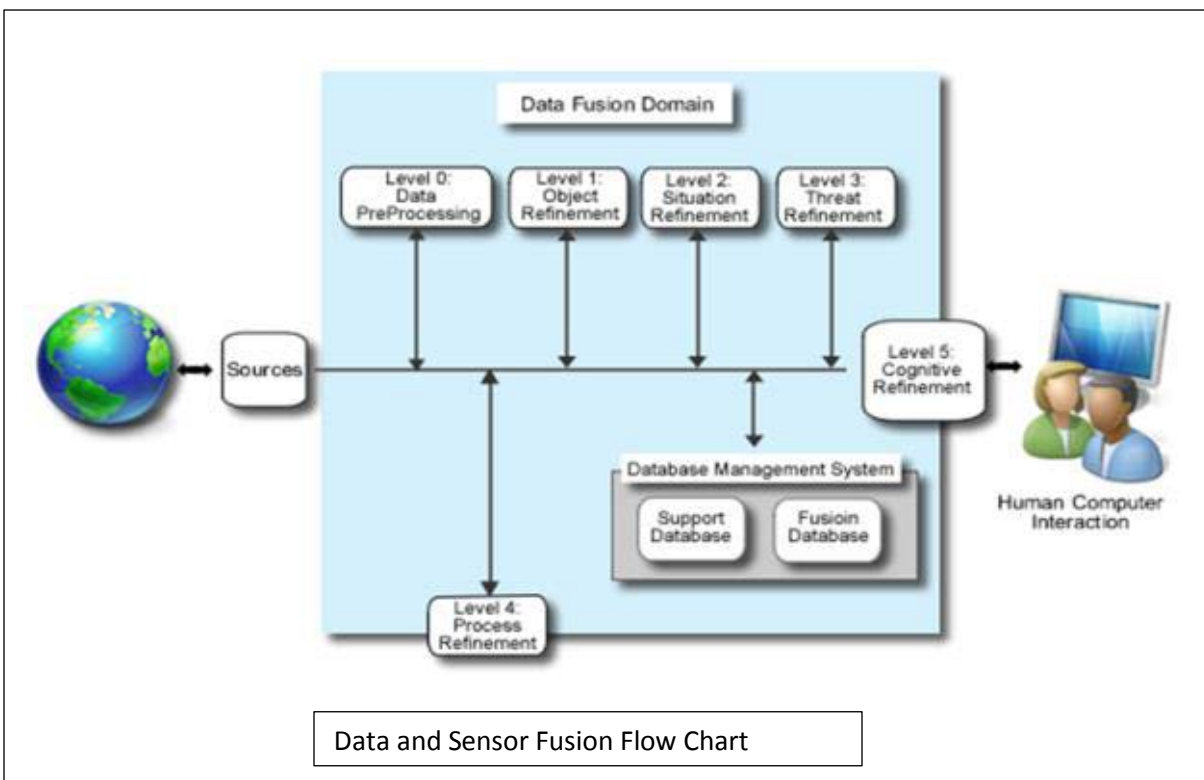 Data Fusion Domain
Level 0:
Data
PreProcessing
Level 1:
Object
Refinement
Level 2:
Situation
Refinement
Level 3:
Threat
Refinement
Sources
Level 5:
Cognitive
Refinement
Database Management System
Support
Database
Fusioin
Database
Human Computer
Interaction
Level 4:
Process
Refinement
Data and Sensor Fusion Flow Chart